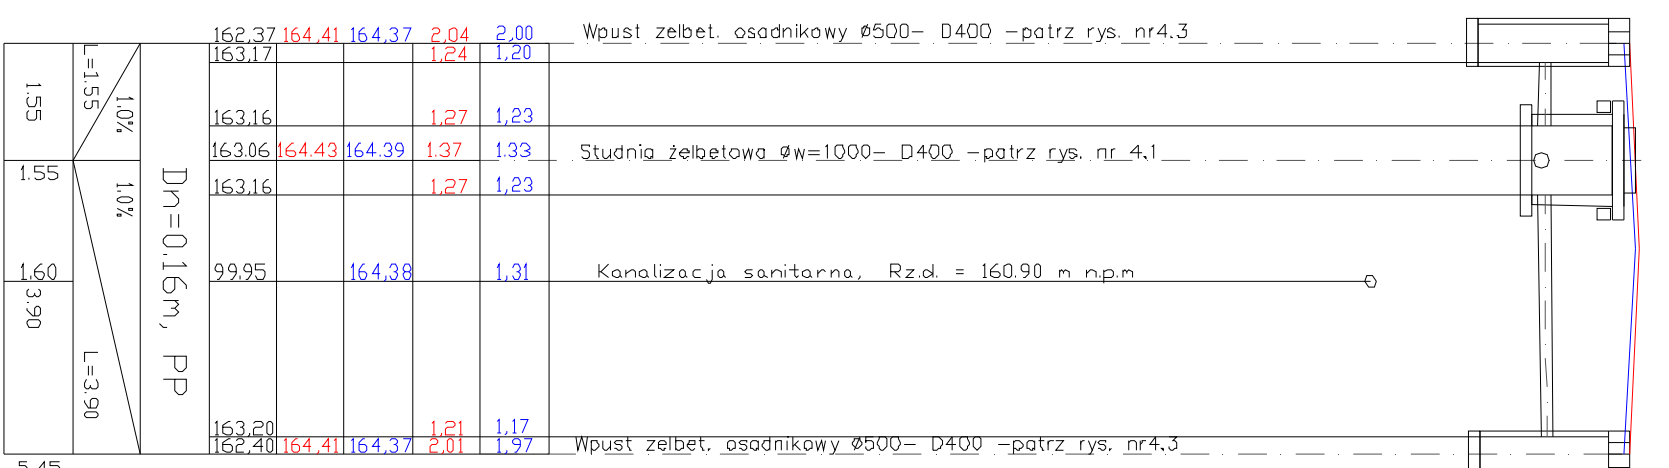 162,37 164,41 164,37 2,04 2,00 Wpust zelbet. osadnikowy Ø500- D400 -patrz rys. nr4.3
163,17 1,24 1,20
1.55 L=1.55 1.0%
163,16 1,27 1,23
163.06 164.43 164.39 1.37 1.33 Studnia żelbetowa Øw=1000- D400 -patrz rys. nr 4.1
1.55
163,16 1,27 1,23
1.0%
Dn=0.16m, PP
1,60 99,95 164,38 1,31 Kanalizacja sanitarna, Rz.d. = 160.90 m n.p.m
3.90
L=3.90
163,20 1,21 1,17
162,40 164,41 164,37 2,01 1,97 Wpust zelbet. osadnikowy Ø500- D400 -patrz rys. nr4.3
5.45